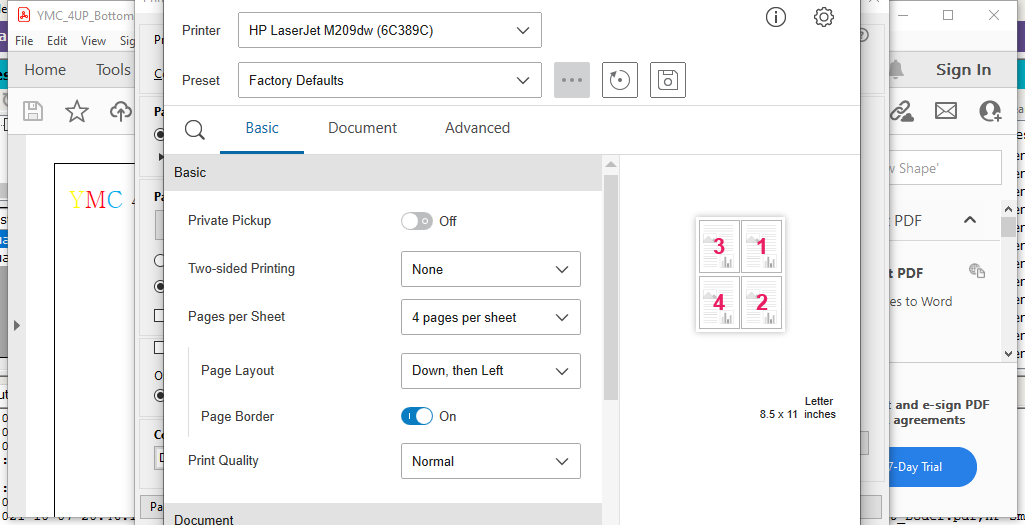 YMC_4UP_Bottom
File Edit View Sig
Home Tools
Sign In
YMC 4
Printer HP LaserJet M209dw (6C389C)
Preset Factory Defaults
Basic Document Advanced
Basic
Private Pickup Off
Two-sided Printing None
Pages per Sheet 4 pages per sheet
Page Layout Down, then Left
Page Border On
Print Quality Normal
Document
3 1
4 2
Letter
8.5 x 11 inches
w Shape'
PDF
t PDF
es to Word
t and e-sign PDF
agreements
7-Day Trial